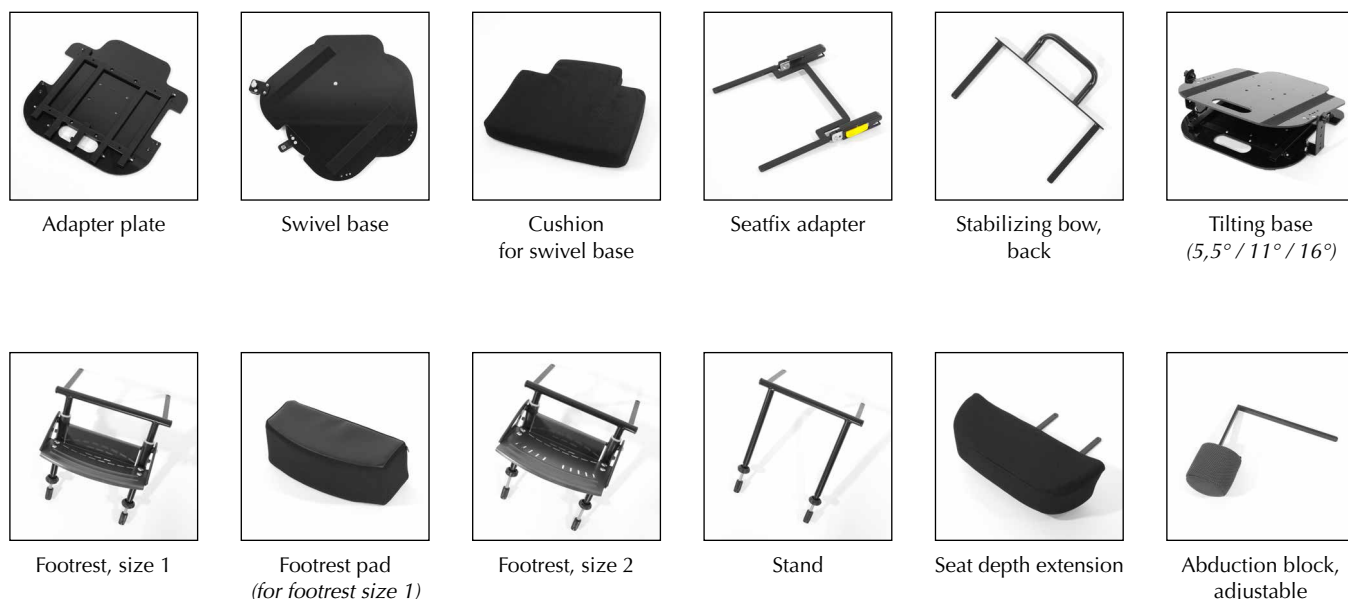 Adapter plate
Swivel base
Cushion
for swivel base
Seatfix adapter
Stabilizing bow,
back
Tilting base
(5,5° / 11° / 16°)
Footrest, size 1
Footrest pad
(for footrest size 1)
Footrest, size 2
Stand
Seat depth extension
Abduction block,
adjustable